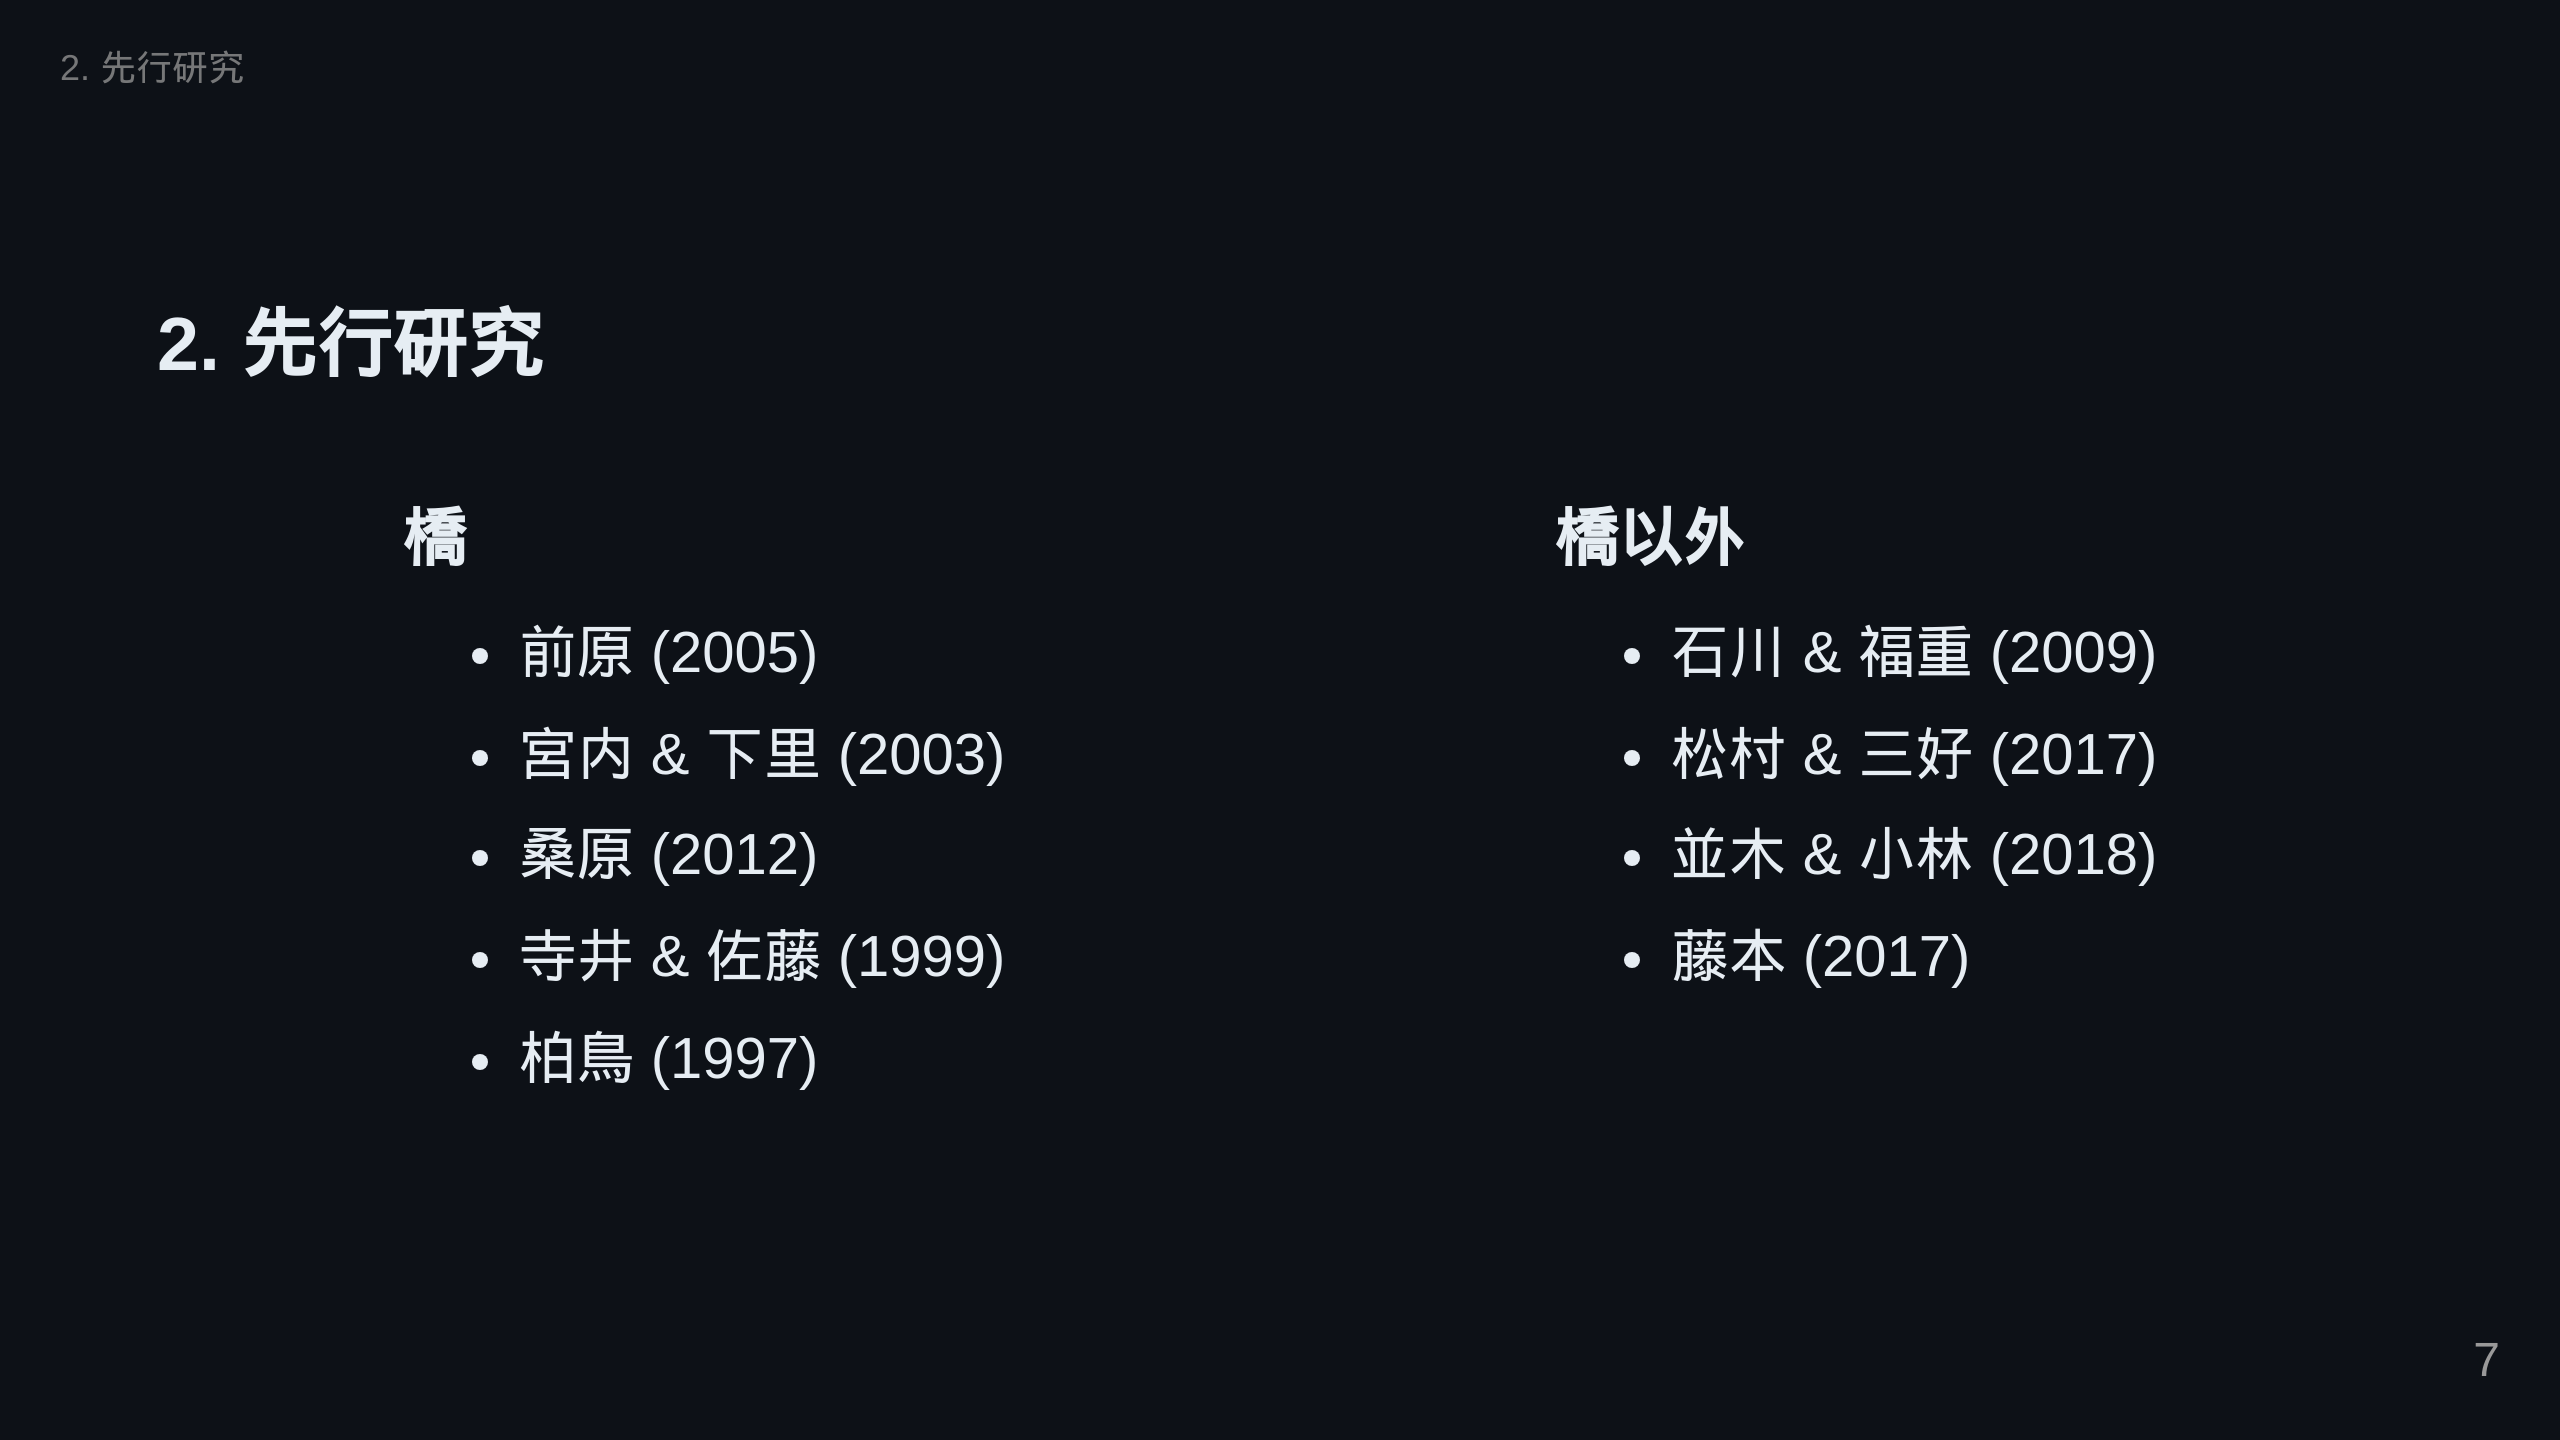 2. 先行研究
2. 先行研究
橋
• 前原 (2005)
• 宮内 & 下里 (2003)
• 桑原 (2012)
• 寺井 & 佐藤 (1999)
• 柏鳥 (1997)
橋以外
• 石川 & 福重 (2009)
• 松村 & 三好 (2017)
• 並木 & 小林 (2018)
• 藤本 (2017)
7